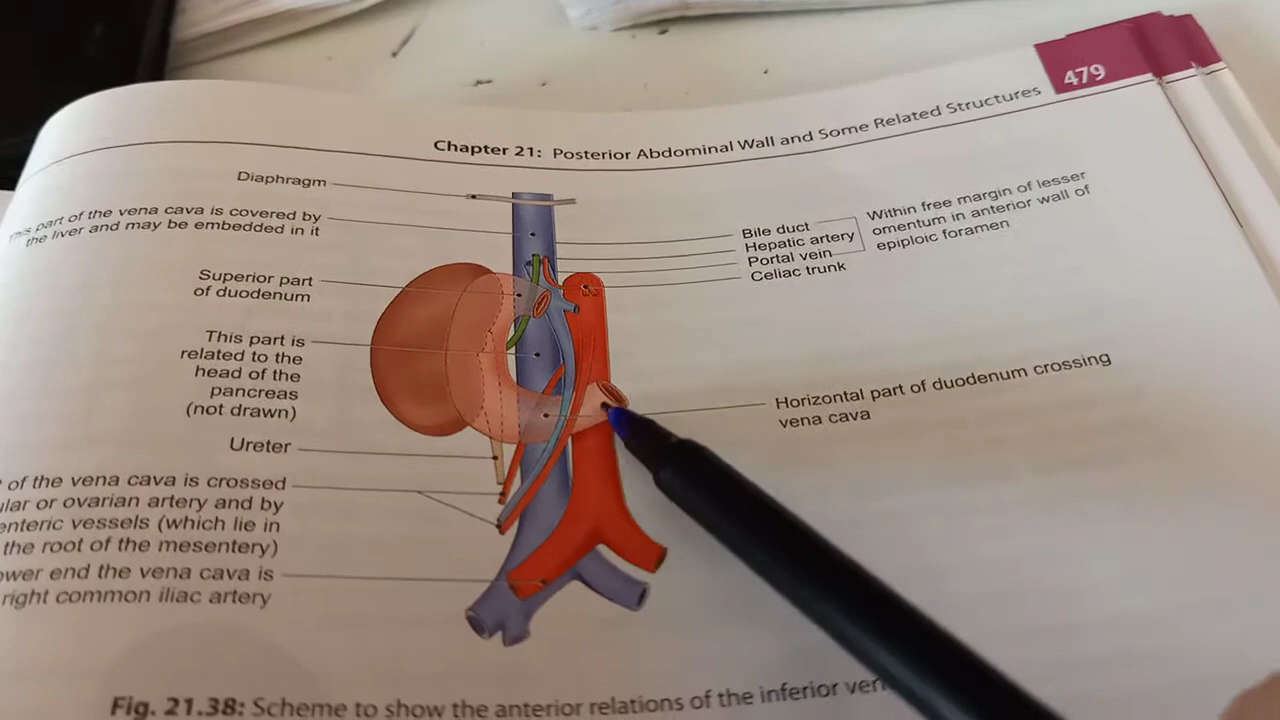 479
Chapter 21: Posterior Abdominal Wall and Some Related Structures
Diaphragm
This part of the vena cava is covered by
the liver and may be embedded in it
Superior part
of duodenum
This part is
related to the
head of the
pancreas
(not drawn)
Ureter
of the vena cava is crossed
or ovarian artery and by
vessels (which lie in
the root of the mesentery)
end the vena cava is
right common iliac artery
Bile duct
Hepatic artery
Portal vein
Celiac trunk
Within free margin of lesser
omentum in anterior wall of
epiploic foramen
Horizontal part of duodenum crossing
vena cava
Fig. 21.38: Scheme to show the anterior relations of the inferior